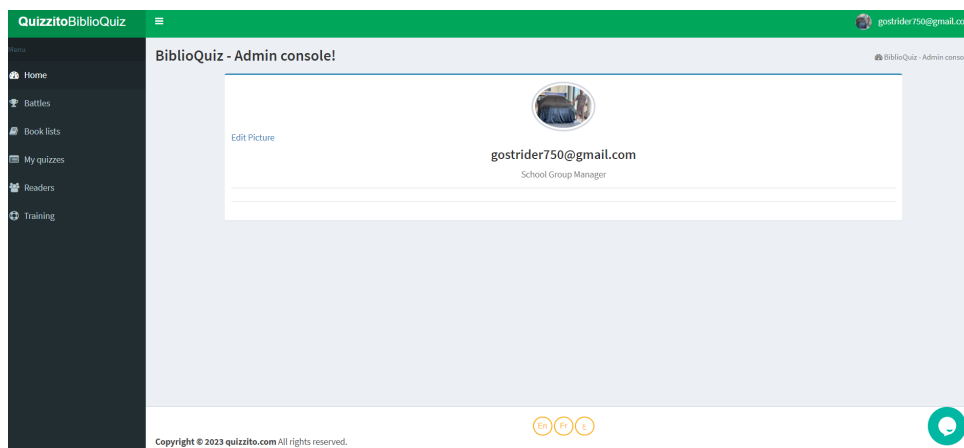 QuizzitoBiblioQuiz
gostrider750@gmail.co
Menu
BiblioQuiz - Admin console!
BiblioQuiz - Admin conso
Home
Battles
Book lists
My quizzes
Readers
Training
Edit Picture
gostrider750@gmail.com
School Group Manager
En Fr ع
Copyright © 2023 quizzito.com All rights reserved.